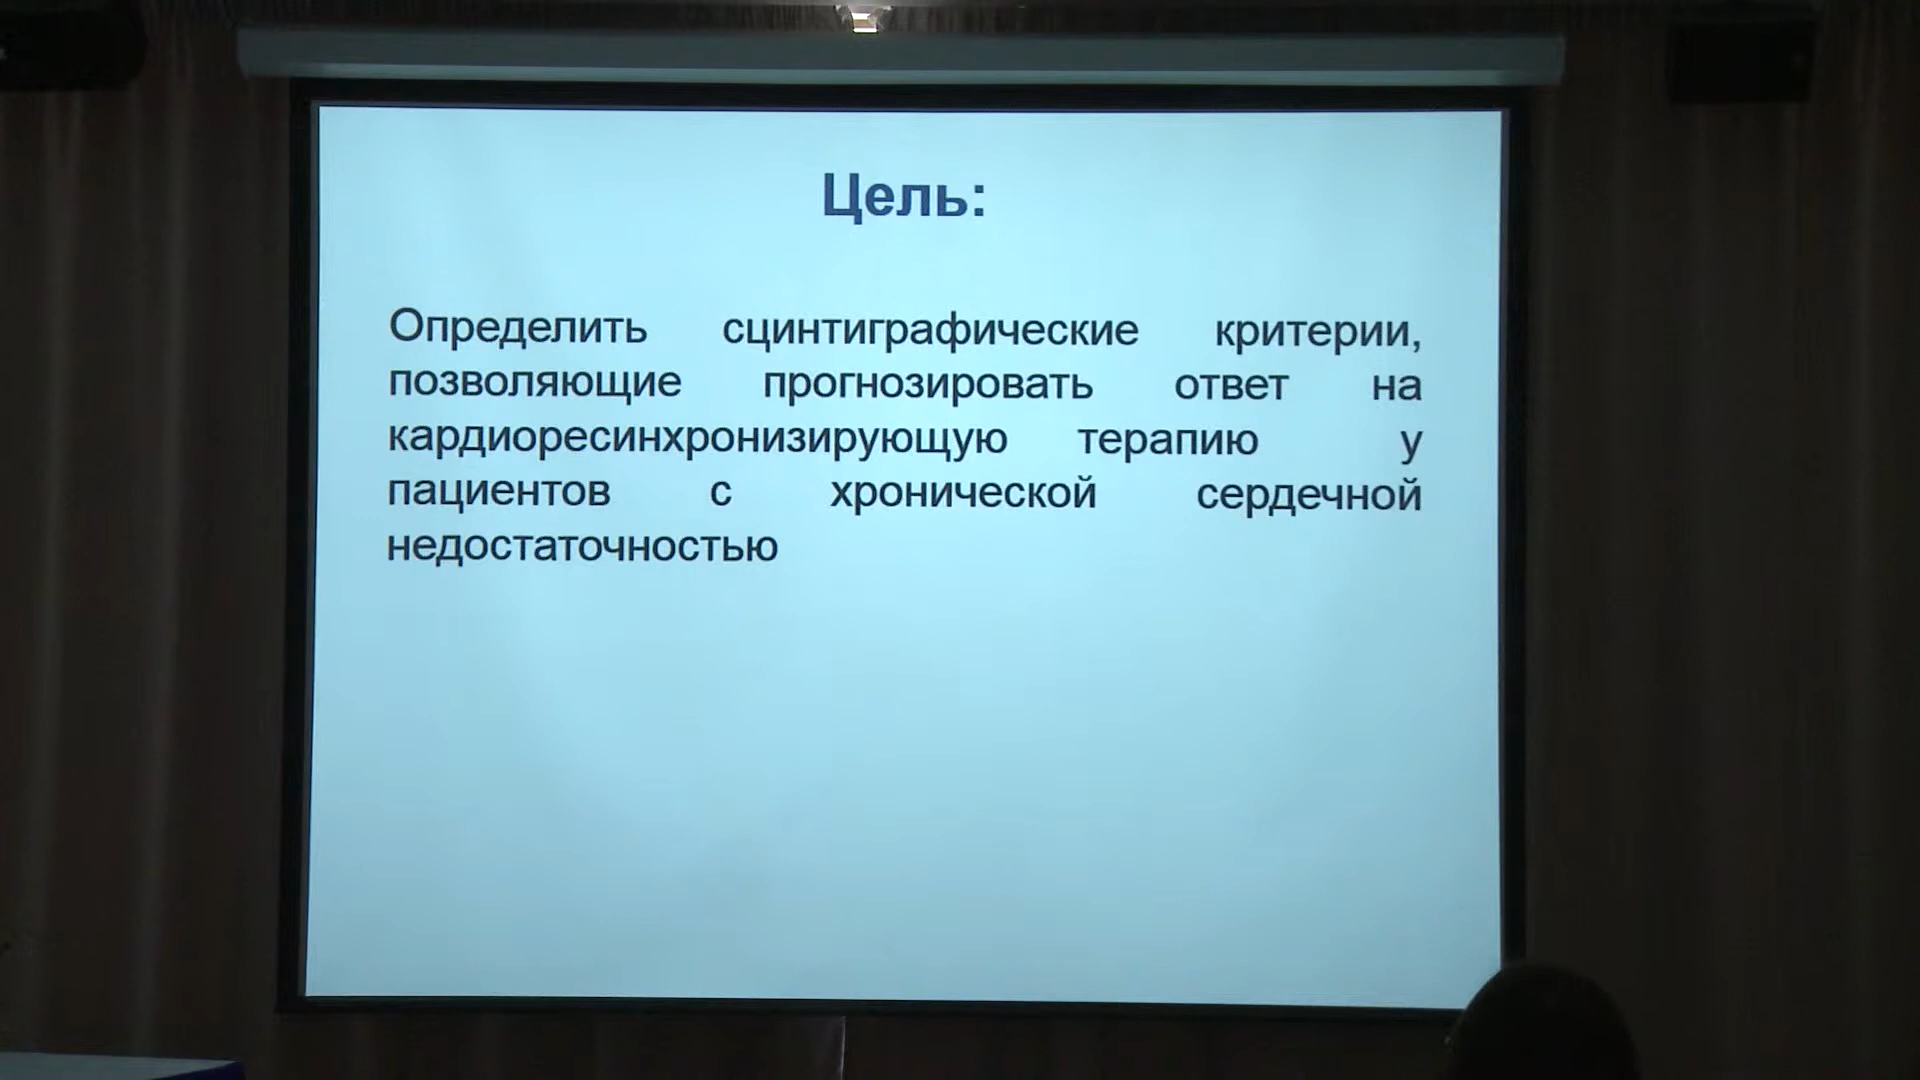 Цель:
Определить сцинтиграфические критерии,
позволяющие прогнозировать ответ на
кардиоресинхронизирующую терапию у
пациентов с хронической сердечной
недостаточностью